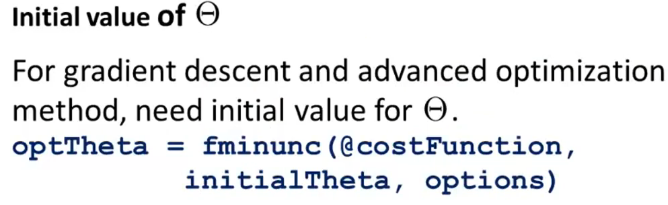 Initial value of Θ
For gradient descent and advanced optimization
method, need initial value for Θ.
optTheta = fminunc(@costFunction,
initialTheta, options)